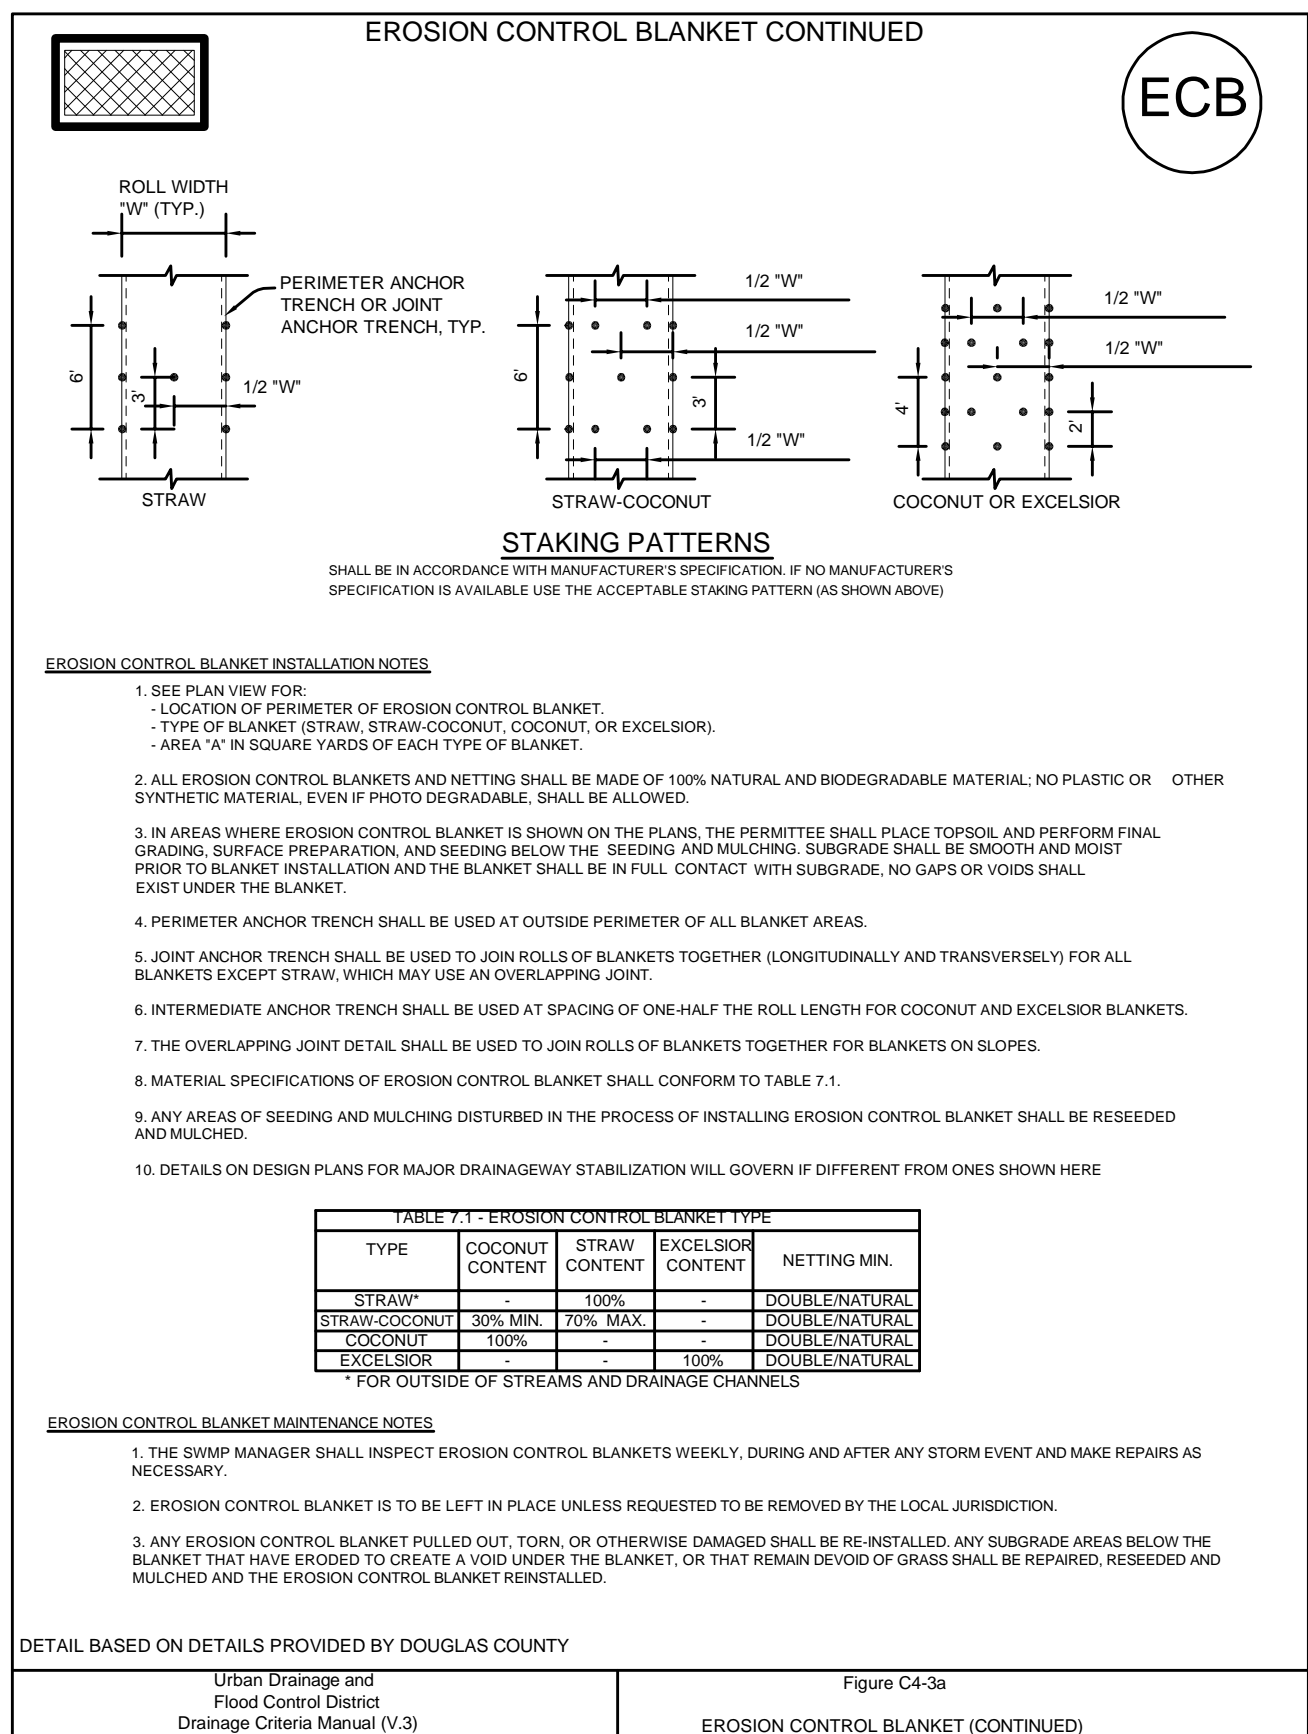 EROSION CONTROL BLANKET CONTINUED
ECB
ROLL WIDTH
"W" (TYP.)
PERIMETER ANCHOR
TRENCH OR JOINT
ANCHOR TRENCH, TYP.
6'
3'
1/2 "W"
STRAW
1/2 "W"
1/2 "W"
6'
3'
1/2 "W"
STRAW-COCONUT
1/2 "W"
1/2 "W"
4'
2'
COCONUT OR EXCELSIOR
STAKING PATTERNS
SHALL BE IN ACCORDANCE WITH MANUFACTURER'S SPECIFICATION. IF NO MANUFACTURER'S
SPECIFICATION IS AVAILABLE USE THE ACCEPTABLE STAKING PATTERN (AS SHOWN ABOVE)
EROSION CONTROL BLANKET INSTALLATION NOTES
1. SEE PLAN VIEW FOR:
- LOCATION OF PERIMETER OF EROSION CONTROL BLANKET.
- TYPE OF BLANKET (STRAW, STRAW-COCONUT, COCONUT, OR EXCELSIOR).
- AREA "A" IN SQUARE YARDS OF EACH TYPE OF BLANKET.
2. ALL EROSION CONTROL BLANKETS AND NETTING SHALL BE MADE OF 100% NATURAL AND BIODEGRADABLE MATERIAL; NO PLASTIC OR OTHER
SYNTHETIC MATERIAL, EVEN IF PHOTO DEGRADABLE, SHALL BE ALLOWED.
3. IN AREAS WHERE EROSION CONTROL BLANKET IS SHOWN ON THE PLANS, THE PERMITTEE SHALL PLACE TOPSOIL AND PERFORM FINAL
GRADING, SURFACE PREPARATION, AND SEEDING BELOW THE SEEDING AND MULCHING. SUBGRADE SHALL BE SMOOTH AND MOIST
PRIOR TO BLANKET INSTALLATION AND THE BLANKET SHALL BE IN FULL CONTACT WITH SUBGRADE, NO GAPS OR VOIDS SHALL
EXIST UNDER THE BLANKET.
4. PERIMETER ANCHOR TRENCH SHALL BE USED AT OUTSIDE PERIMETER OF ALL BLANKET AREAS.
5. JOINT ANCHOR TRENCH SHALL BE USED TO JOIN ROLLS OF BLANKETS TOGETHER (LONGITUDINALLY AND TRANSVERSELY) FOR ALL
BLANKETS EXCEPT STRAW, WHICH MAY USE AN OVERLAPPING JOINT.
6. INTERMEDIATE ANCHOR TRENCH SHALL BE USED AT SPACING OF ONE-HALF THE ROLL LENGTH FOR COCONUT AND EXCELSIOR BLANKETS.
7. THE OVERLAPPING JOINT DETAIL SHALL BE USED TO JOIN ROLLS OF BLANKETS TOGETHER FOR BLANKETS ON SLOPES.
8. MATERIAL SPECIFICATIONS OF EROSION CONTROL BLANKET SHALL CONFORM TO TABLE 7.1.
9. ANY AREAS OF SEEDING AND MULCHING DISTURBED IN THE PROCESS OF INSTALLING EROSION CONTROL BLANKET SHALL BE RESEEDED
AND MULCHED.
10. DETAILS ON DESIGN PLANS FOR MAJOR DRAINAGEWAY STABILIZATION WILL GOVERN IF DIFFERENT FROM ONES SHOWN HERE
TABLE 7.1 - EROSION CONTROL BLANKET TYPE
TYPE COCONUT CONTENT STRAW CONTENT EXCELSIOR CONTENT NETTING MIN.
STRAW* - 100% - DOUBLE/NATURAL
STRAW-COCONUT 30% MIN. 70% MAX. - DOUBLE/NATURAL
COCONUT 100% - - DOUBLE/NATURAL
EXCELSIOR - - 100% DOUBLE/NATURAL
* FOR OUTSIDE OF STREAMS AND DRAINAGE CHANNELS
EROSION CONTROL BLANKET MAINTENANCE NOTES
1. THE SWMP MANAGER SHALL INSPECT EROSION CONTROL BLANKETS WEEKLY, DURING AND AFTER ANY STORM EVENT AND MAKE REPAIRS AS
NECESSARY.
2. EROSION CONTROL BLANKET IS TO BE LEFT IN PLACE UNLESS REQUESTED TO BE REMOVED BY THE LOCAL JURISDICTION.
3. ANY EROSION CONTROL BLANKET PULLED OUT, TORN, OR OTHERWISE DAMAGED SHALL BE RE-INSTALLED. ANY SUBGRADE AREAS BELOW THE
BLANKET THAT HAVE ERODED TO CREATE A VOID UNDER THE BLANKET, OR THAT REMAIN DEVOID OF GRASS SHALL BE REPAIRED, RESEEDED AND
MULCHED AND THE EROSION CONTROL BLANKET REINSTALLED.
DETAIL BASED ON DETAILS PROVIDED BY DOUGLAS COUNTY
Urban Drainage and
Flood Control District
Drainage Criteria Manual (V.3)
Figure C4-3a
EROSION CONTROL BLANKET (CONTINUED)